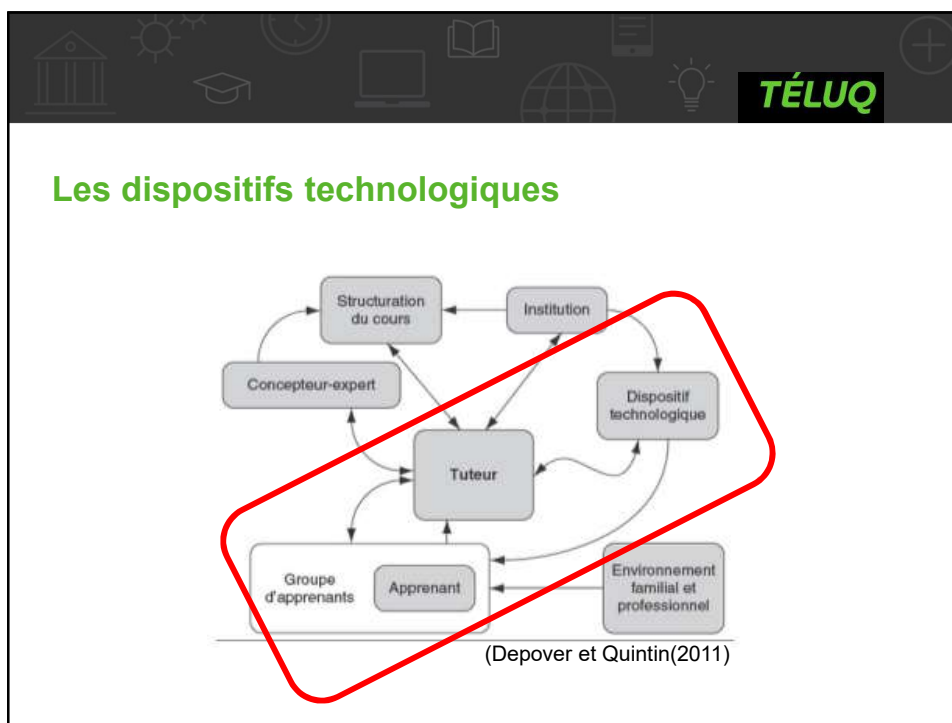 TÉLUQ
Les dispositifs technologiques
Structuration
du cours
Institution
Concepteur-expert
Dispositif
technologique
Tuteur
Groupe
d'apprenants
Apprenant
Environnement
familial et
professionnel
(Depover et Quintin(2011)